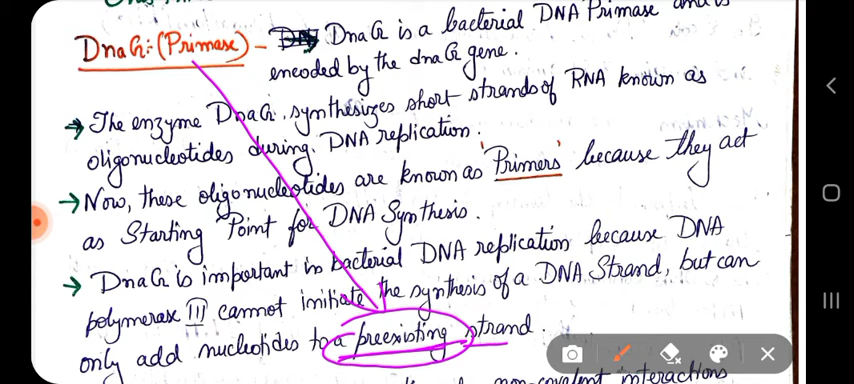 DnaG:- (Primase) - DnaG is a bacterial DNA Primase and is
encoded by the dnaG gene.
→ The enzyme DnaG synthesizes short strands of RNA known as
oligonucleotides during DNA replication.
→ Now, these oligonucleotides are known as 'Primers' because they act
as Starting Point for DNA Synthesis.
→ DnaG is important in bacterial DNA replication because DNA
polymerase III cannot initiate the synthesis of a DNA Strand, but can
only add nucleotides to a preexisting strand.
non-covalent interactions